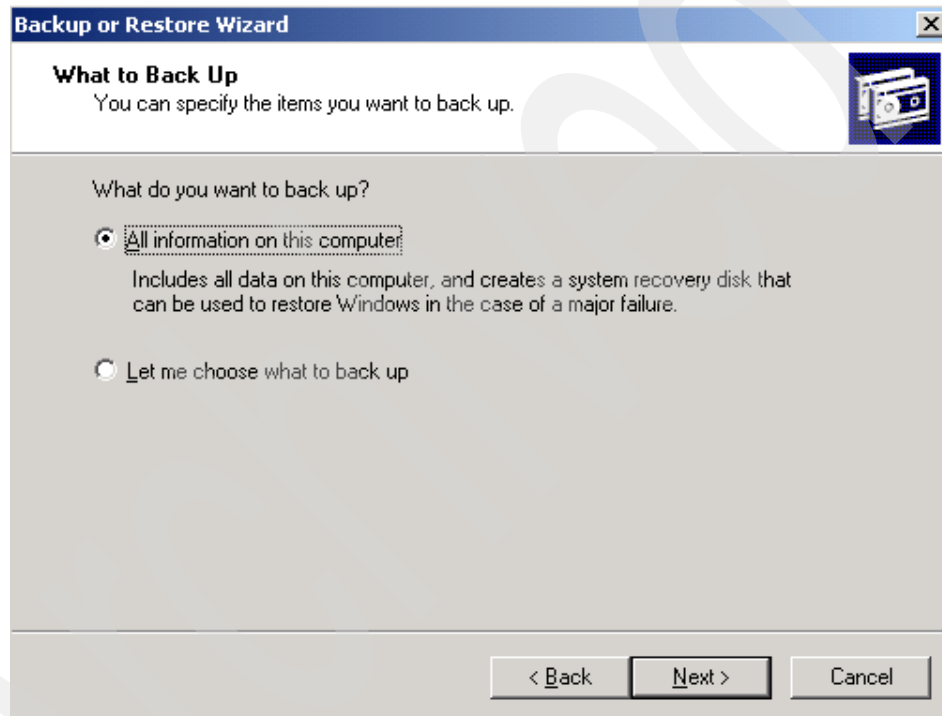 Backup or Restore Wizard
What to Back Up
You can specify the items you want to back up.
What do you want to back up?
All information on this computer
Includes all data on this computer, and creates a system recovery disk that
can be used to restore Windows in the case of a major failure.
Let me choose what to back up
< Back Next > Cancel